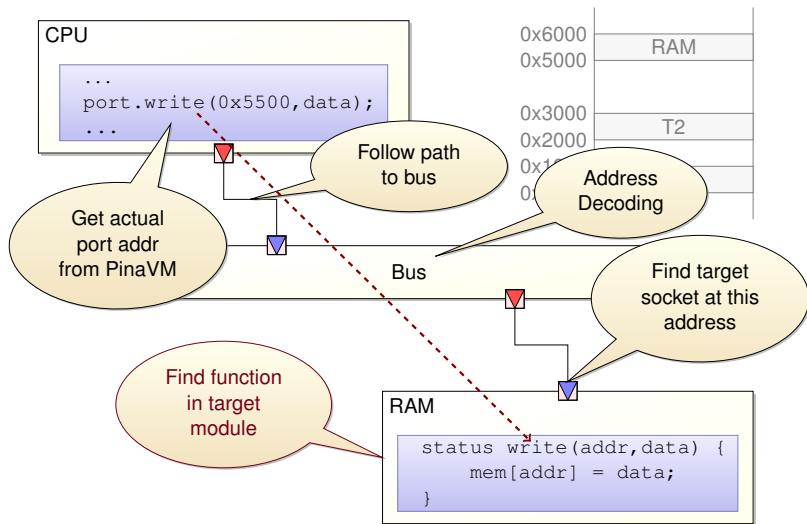 CPU
...
port.write(0x5500,data);
...
0x6000
RAM
0x5000
0x3000
T2
0x2000
Follow path
to bus
Address
Decoding
Get actual
port addr
from PinaVM
Bus
Find target
socket at this
address
Find function
in target
module
RAM
status write(addr,data) {
mem[addr] = data;
}